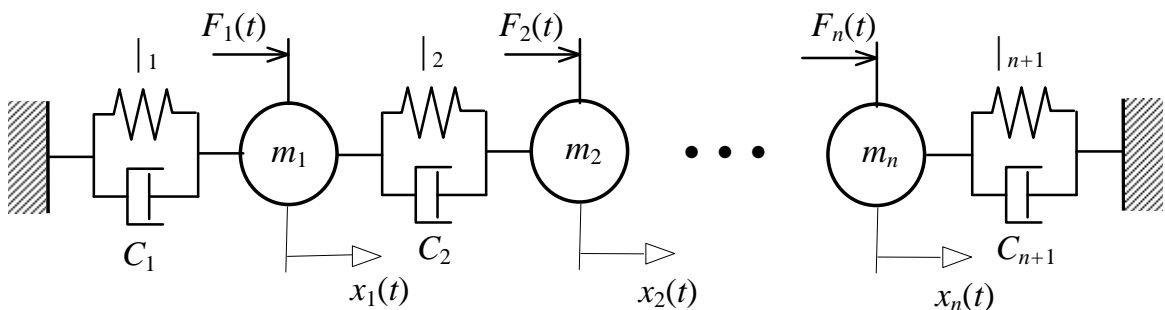 F₁(t) F₂(t) Fₙ(t)
|₁ |₂ |ₙ₊₁
m₁ m₂ • • • mₙ
C₁ C₂ Cₙ₊₁
x₁(t) x₂(t) xₙ(t)